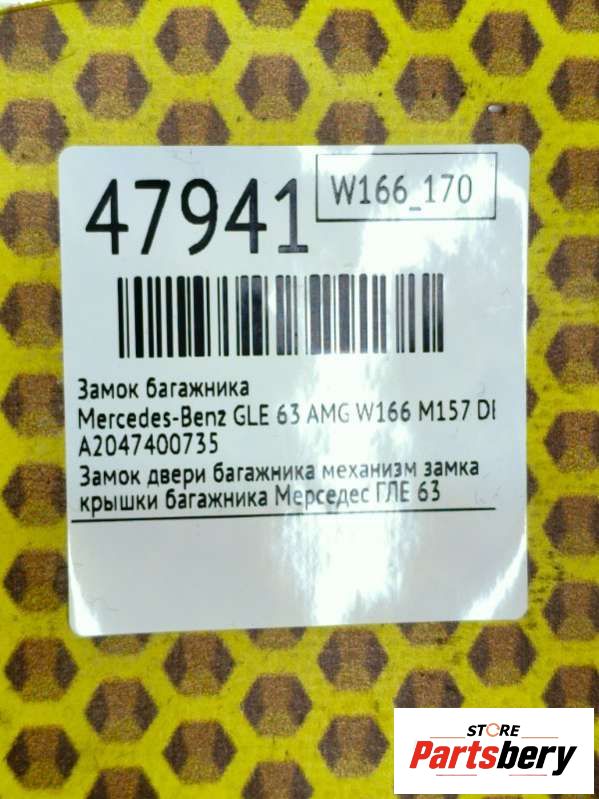 47941
W166_170
Замок багажника
Mercedes-Benz GLE 63 AMG W166 M157 DE
A2047400735
Замок двери багажника механизм замка
крышки багажника Мерседес ГЛЕ 63
STORE
Partsbery